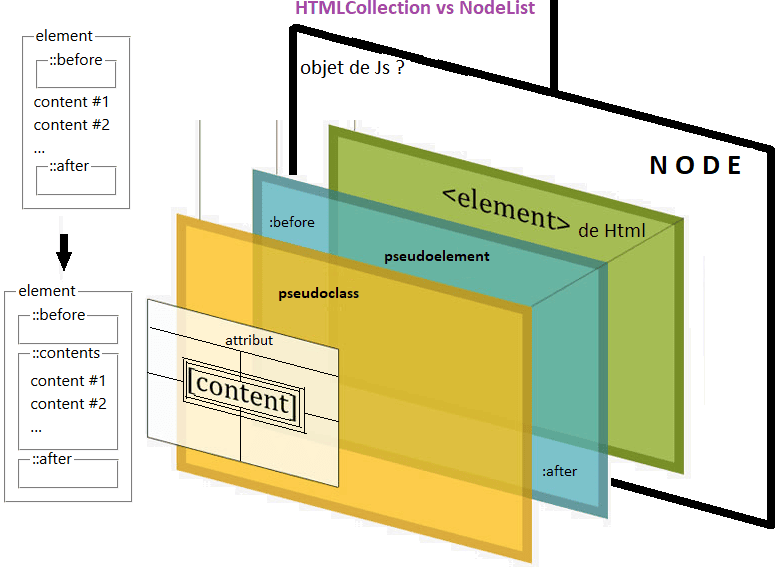 HTMLCollection vs NodeList
objet de Js ?
N O D E
<element> de Html
:before
pseudoelement
pseudoclass
attribut
[content]
:after
element
::before
content #1
content #2
...
::after
element
::before
::contents
content #1
content #2
...
::after